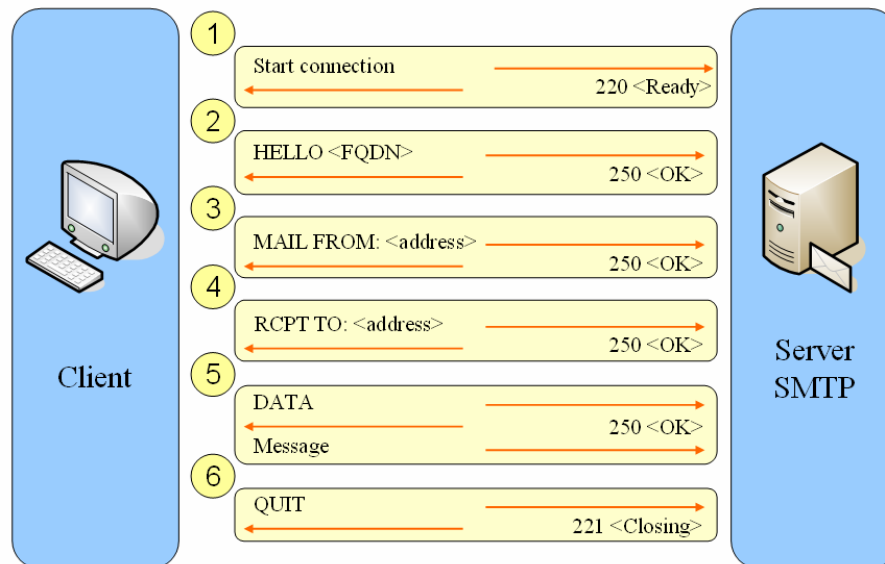 1
Start connection
220 <Ready>
2
HELLO <FQDN>
250 <OK>
3
MAIL FROM: <address>
250 <OK>
4
RCPT TO: <address>
250 <OK>
5
DATA
250 <OK>
Message
6
QUIT
221 <Closing>
Client
Server
SMTP